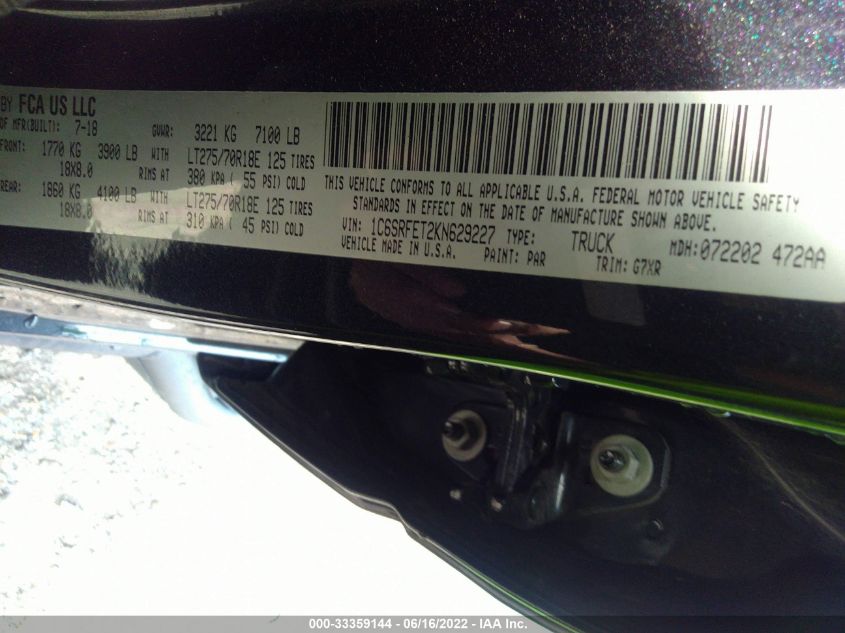 BY FCA US LLC
OF MFR(BUILT): 7-18 GVWR: 3221 KG 7100 LB
FRONT: 1770 KG 3900 LB WITH LT275/70R18E 125 TIRES
18X8.0 RIMS AT 380 KPA ( 55 PSI) COLD
REAR: 1860 KG 4100 LB WITH LT275/70R18E 125 TIRES
18X8.0 RIMS AT 310 KPA ( 45 PSI) COLD
THIS VEHICLE CONFORMS TO ALL APPLICABLE U.S.A. FEDERAL MOTOR VEHICLE SAFETY
STANDARDS IN EFFECT ON THE DATE OF MANUFACTURE SHOWN ABOVE.
VIN: 1C6SRFET2KN629227 TYPE: TRUCK MDH: 072202 472AA
VEHICLE MADE IN U.S.A. PAINT: PAR TRIM: G7XR
000-33359144 - 06/16/2022 - IAA Inc.